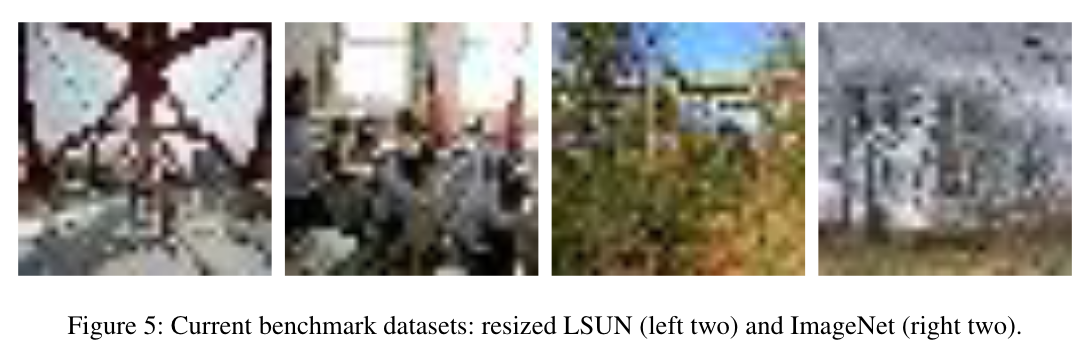 Figure 5: Current benchmark datasets: resized LSUN (left two) and ImageNet (right two).